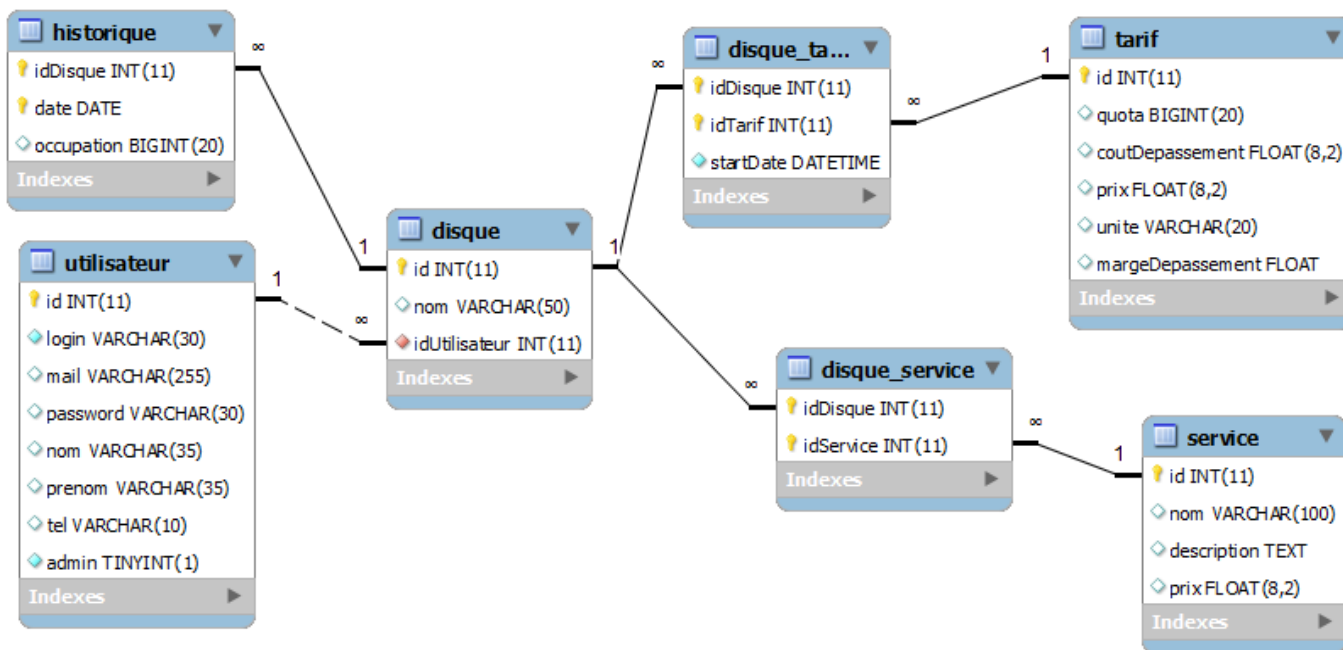 historique
idDisque INT(11)
date DATE
occupation BIGINT(20)
Indexes
∞
1
utilisateur
id INT(11)
login VARCHAR(30)
mail VARCHAR(255)
password VARCHAR(30)
nom VARCHAR(35)
prenom VARCHAR(35)
tel VARCHAR(10)
admin TINYINT(1)
Indexes
1
∞
disque
id INT(11)
nom VARCHAR(50)
idUtilisateur INT(11)
Indexes
1
∞
disque_ta...
idDisque INT(11)
idTarif INT(11)
startDate DATETIME
Indexes
∞
1
tarif
id INT(11)
quota BIGINT(20)
coutDepassement FLOAT(8,2)
prix FLOAT(8,2)
unite VARCHAR(20)
margeDepassement FLOAT
Indexes
∞
disque_service
idDisque INT(11)
idService INT(11)
Indexes
∞
1
service
id INT(11)
nom VARCHAR(100)
description TEXT
prix FLOAT(8,2)
Indexes